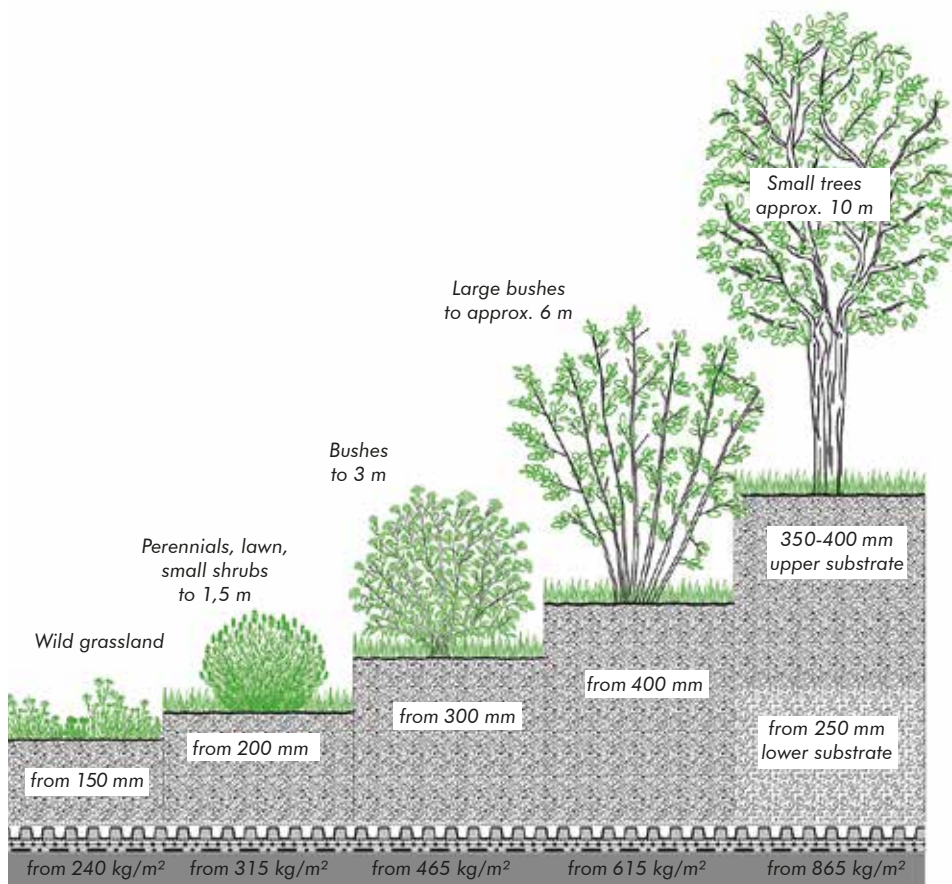 Small trees
approx. 10 m
Large bushes
to approx. 6 m
Bushes
to 3 m
Perennials, lawn,
small shrubs
to 1,5 m
Wild grassland
350-400 mm
upper substrate
from 400 mm
from 300 mm
from 250 mm
lower substrate
from 200 mm
from 150 mm
from 240 kg/m²
from 315 kg/m²
from 465 kg/m²
from 615 kg/m²
from 865 kg/m²